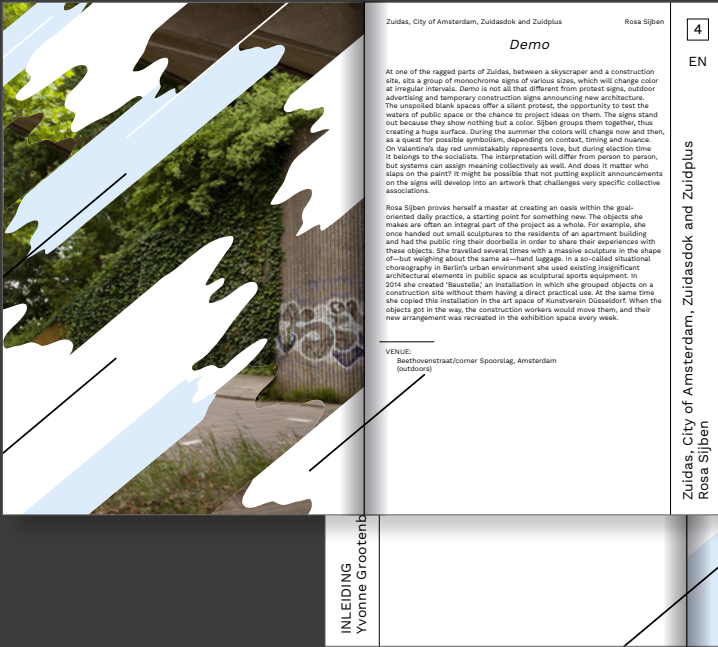 Zuidas, City of Amsterdam, Zuidasdok and Zuidplus
Rosa Sijben
Demo
At one of the ragged parts of Zuidas, between a skyscraper and a construction
site, sits a group of monochrome signs of various sizes, which will change color
at irregular intervals. Demo is not all that different from protest signs, outdoor
advertising and temporary construction signs announcing new architecture.
The unspoiled blank spaces offer a silent protest, the opportunity to test the
waters of public space or the chance to project ideas on them. The signs stand
out because they show nothing but a color. Sijben groups them together, thus
creating a huge surface. During the summer the colors will change now and then,
as a quest for possible symbolism, depending on context, timing and nuance.
On Valentine's day red unmistakably represents love, but during election time
it belongs to the socialists. The interpretation will differ from person to person,
but systems can assign meaning collectively as well. And does it matter who
slaps on the paint? It might be possible that not putting explicit announcements
on the signs will develop into an artwork that challenges very specific collective
associations.
Rosa Sijben proves herself a master at creating an oasis within the goal-
oriented daily practice, a starting point for something new. The objects she
makes are often an integral part of the project as a whole. For example, she
once handed out small sculptures to the residents of an apartment building
and had the public ring their doorbells in order to share their experiences with
these objects. She travelled several times with a massive sculpture in the shape
of—but weighing about the same as—hand luggage. In a so-called situational
choreography in Berlin's urban environment she used existing insignificant
architectural elements in public space as sculptural sports equipment. In
2014 she created 'Baustelle,' an installation in which she grouped objects on a
construction site without them having a direct practical use. At the same time
she copied this installation in the art space of Kunstverein Düsseldorf. When the
objects got in the way, the construction workers would move them, and their
new arrangement was recreated in the exhibition space every week.
VENUE:
Beethovenstraat/corner Spoorslag, Amsterdam
(outdoors)
4
EN
Zuidas, City of Amsterdam, Zuidasdok and Zuidplus
Rosa Sijben
INLEIDING
Yvonne Grootenb